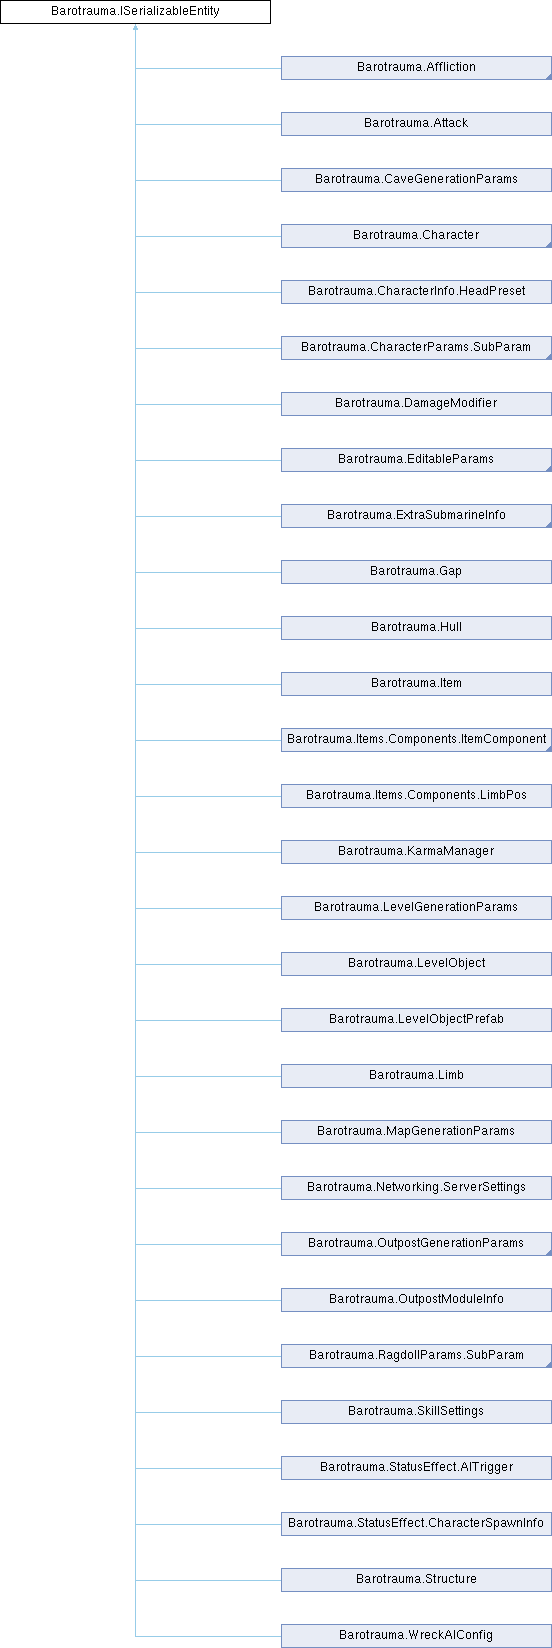 Barotrauma.ISerializableEntity
Barotrauma.Affliction
Barotrauma.Attack
Barotrauma.CaveGenerationParams
Barotrauma.Character
Barotrauma.CharacterInfo.HeadPreset
Barotrauma.CharacterParams.SubParam
Barotrauma.DamageModifier
Barotrauma.EditableParams
Barotrauma.ExtraSubmarineInfo
Barotrauma.Gap
Barotrauma.Hull
Barotrauma.Item
Barotrauma.Items.Components.ItemComponent
Barotrauma.Items.Components.LimbPos
Barotrauma.KarmaManager
Barotrauma.LevelGenerationParams
Barotrauma.LevelObject
Barotrauma.LevelObjectPrefab
Barotrauma.Limb
Barotrauma.MapGenerationParams
Barotrauma.Networking.ServerSettings
Barotrauma.OutpostGenerationParams
Barotrauma.OutpostModuleInfo
Barotrauma.RagdollParams.SubParam
Barotrauma.SkillSettings
Barotrauma.StatusEffect.AITrigger
Barotrauma.StatusEffect.CharacterSpawnInfo
Barotrauma.Structure
Barotrauma.WreckAIConfig